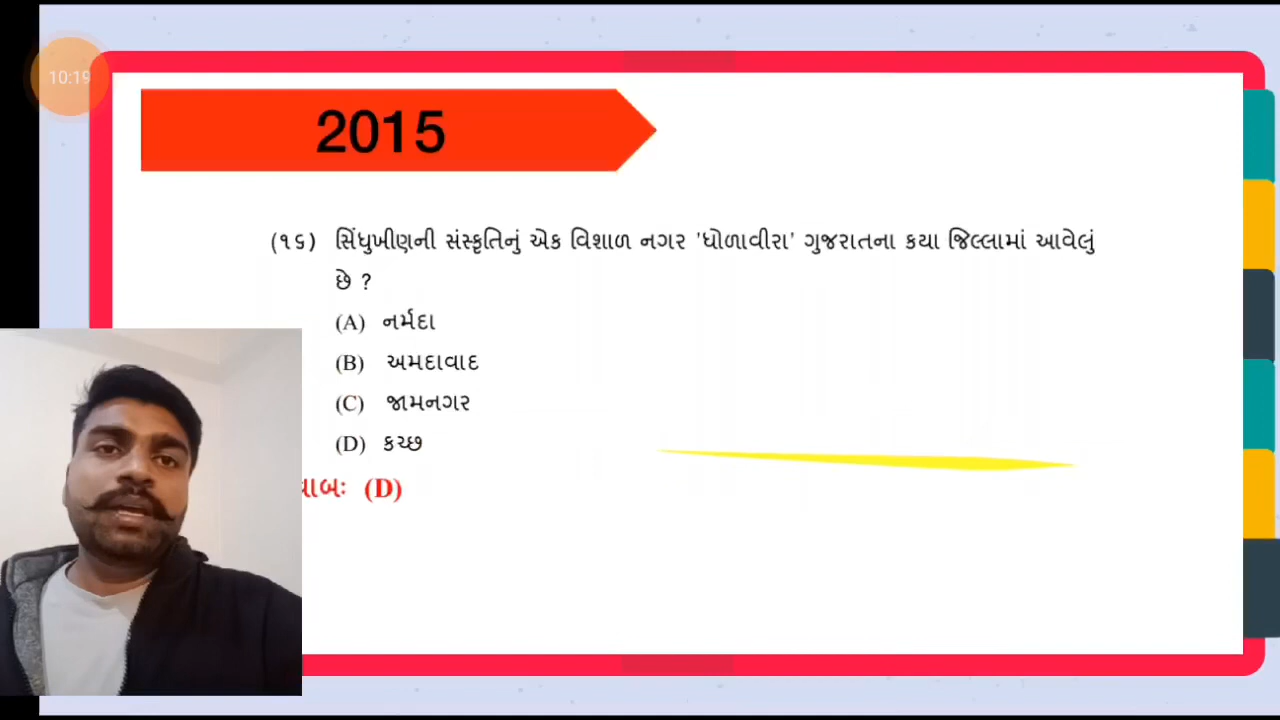 10:19
2015
(૧૬) સિંધુખીણની સંસ્કૃતિનું એક વિશાળ નગર 'ધોળાવીરા' ગુજરાતના કયા જિલ્લામાં આવેલું
છે ?
(A) નર્મદા
(B) અમદાવાદ
(C) જામનગર
(D) કચ્છ
(D)